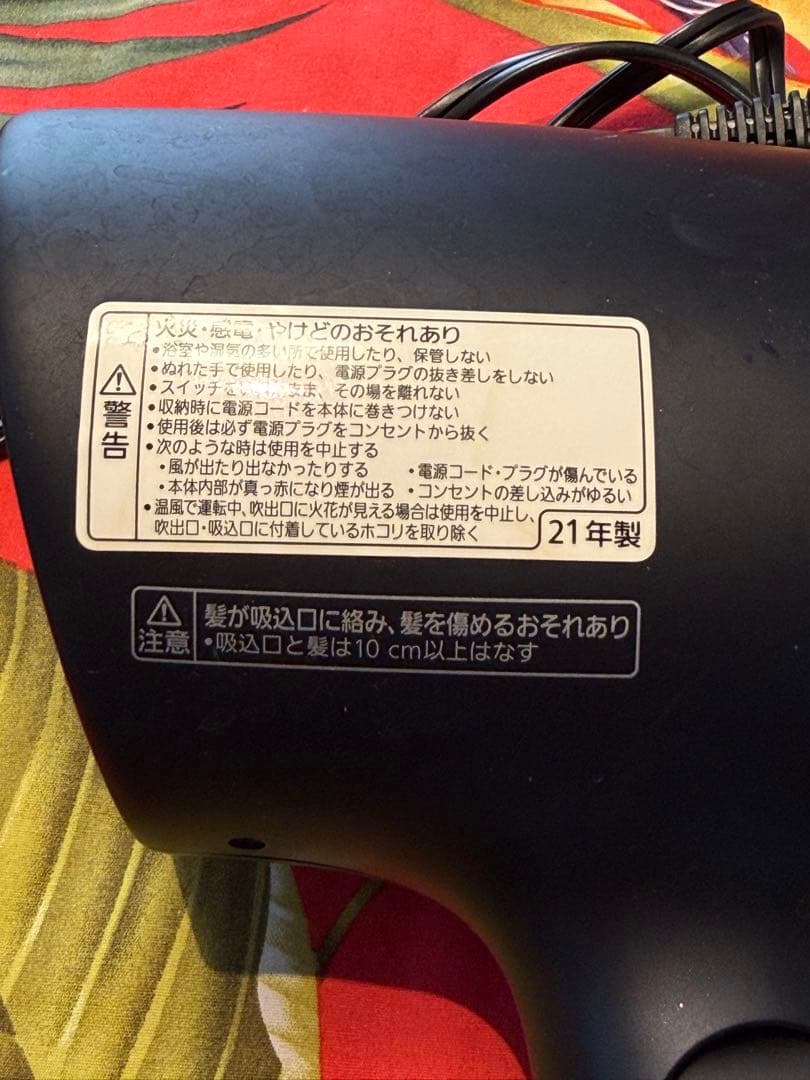 火災・感電・やけどのおそれあり
警告
•浴室や湿気の多い所で使用したり、保管しない
•ぬれた手で使用したり、電源プラグの抜き差しをしない
•スイッチを まま、その場を離れない
•収納時に電源コードを本体に巻きつけない
•使用後は必ず電源プラグをコンセントから抜く
•次のような時は使用を中止する
・風が出たり出なかったりする ・電源コード・プラグが傷んでいる
・本体内部が真っ赤になり煙が出る ・コンセントの差し込みがゆるい
•温風で運転中、吹出口に火花が見える場合は使用を中止し、
吹出口・吸込口に付着しているホコリを取り除く
21年製
注意
髪が吸込口に絡み、髪を傷めるおそれあり
•吸込口と髪は10 cm以上はなす